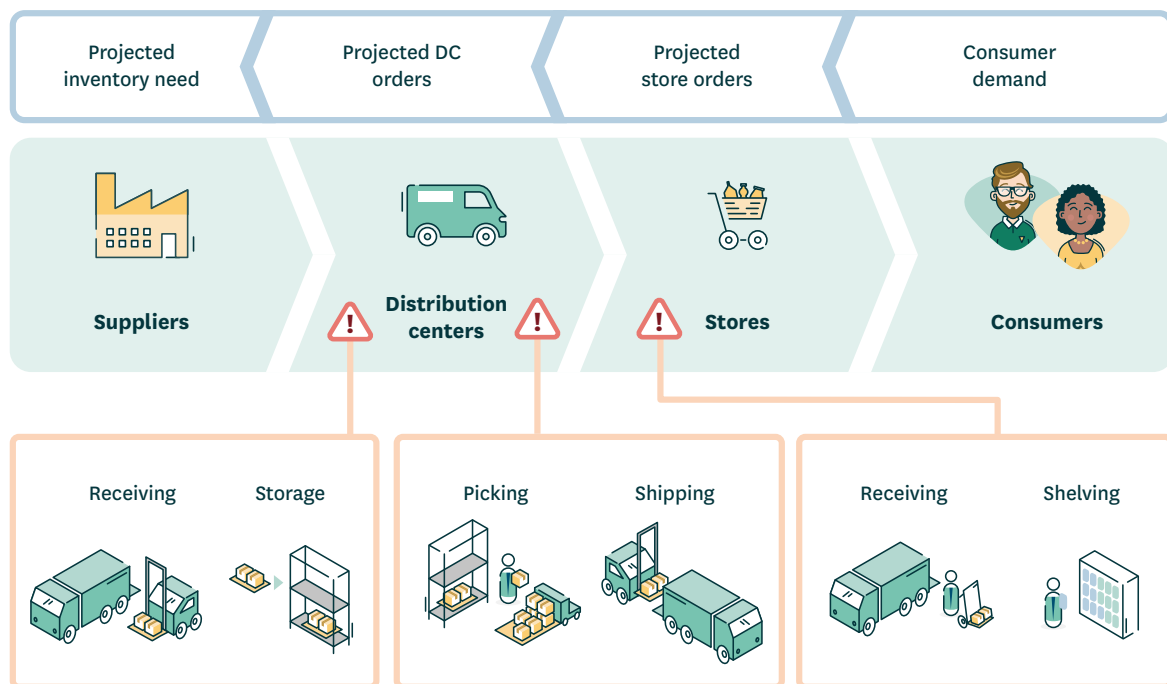 Projected
inventory need
Projected DC
orders
Projected
store orders
Consumer
demand
Suppliers
!
Distribution
centers
!
!
Stores
Consumers
Receiving
Storage
Picking
Shipping
Receiving
Shelving